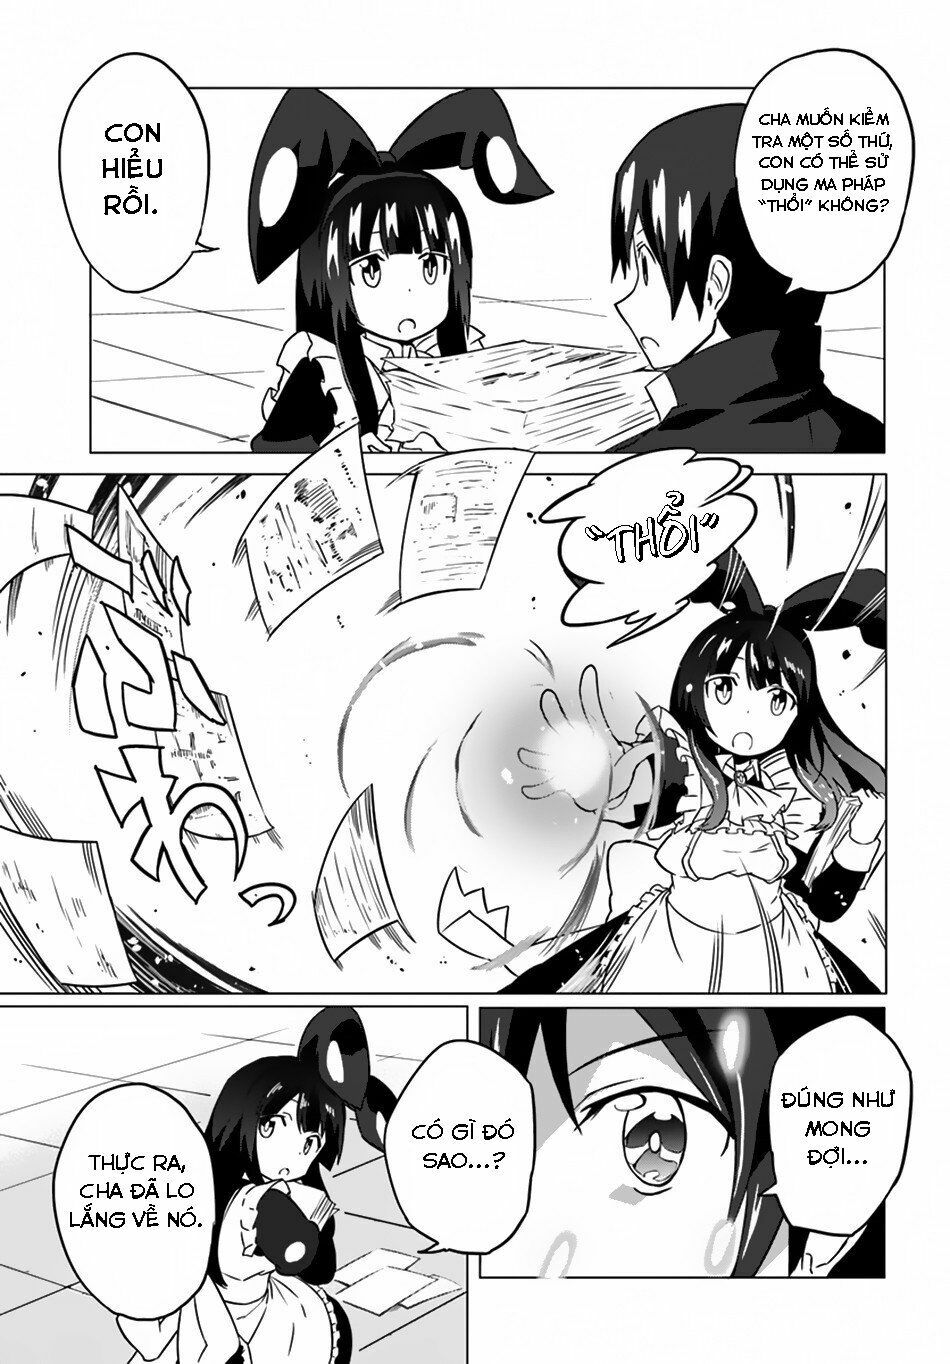 CHA MUỐN KIỂM
TRA MỘT SỐ THỨ,
CON CÓ THỂ SỬ
DỤNG MA PHÁP
"THỔI" KHÔNG?
CON
HIỂU
RỒI.
"THỔI"
ĐÚNG NHƯ
MONG
ĐỢI...
CÓ GÌ ĐÓ
SAO...?
THỰC RA,
CHA ĐÃ LO
LẮNG VỀ NÓ.